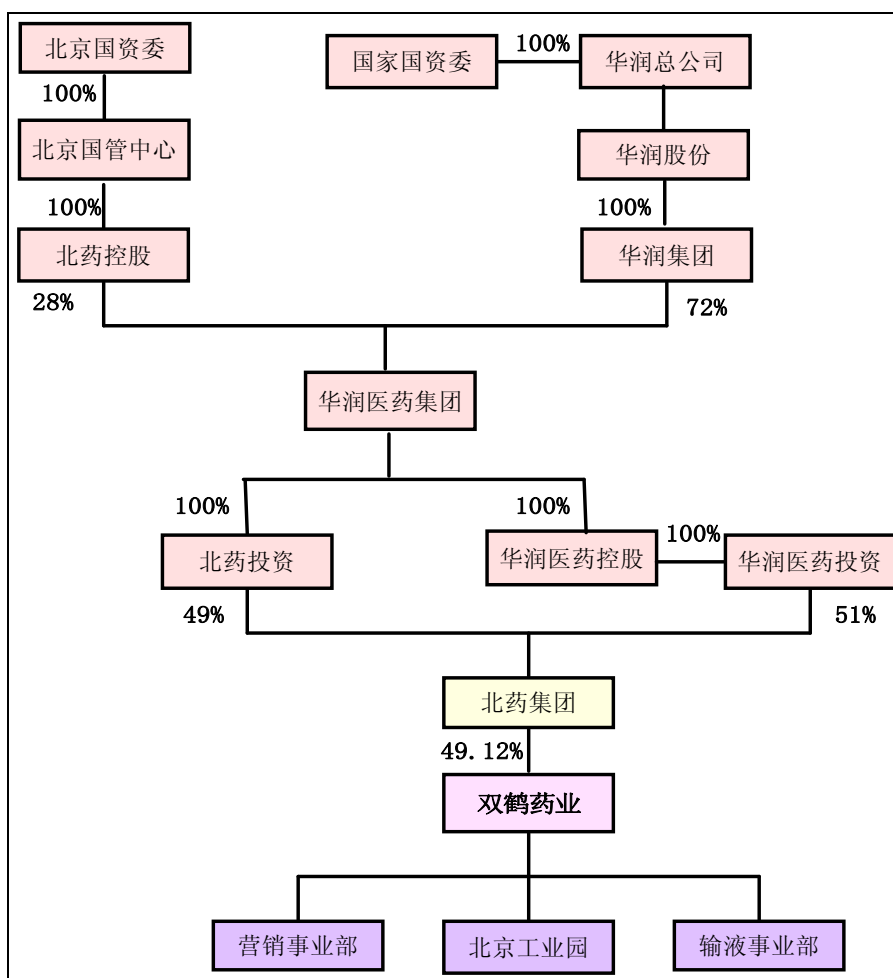 北京国资委
国家国资委
100%
华润总公司
100%
北京国管中心
华润股份
100%
100%
北药控股
华润集团
28%
72%
华润医药集团
100%
100%
北药投资
华润医药控股
100%
华润医药投资
49%
51%
北药集团
49.12%
双鹤药业
营销事业部
北京工业园
输液事业部